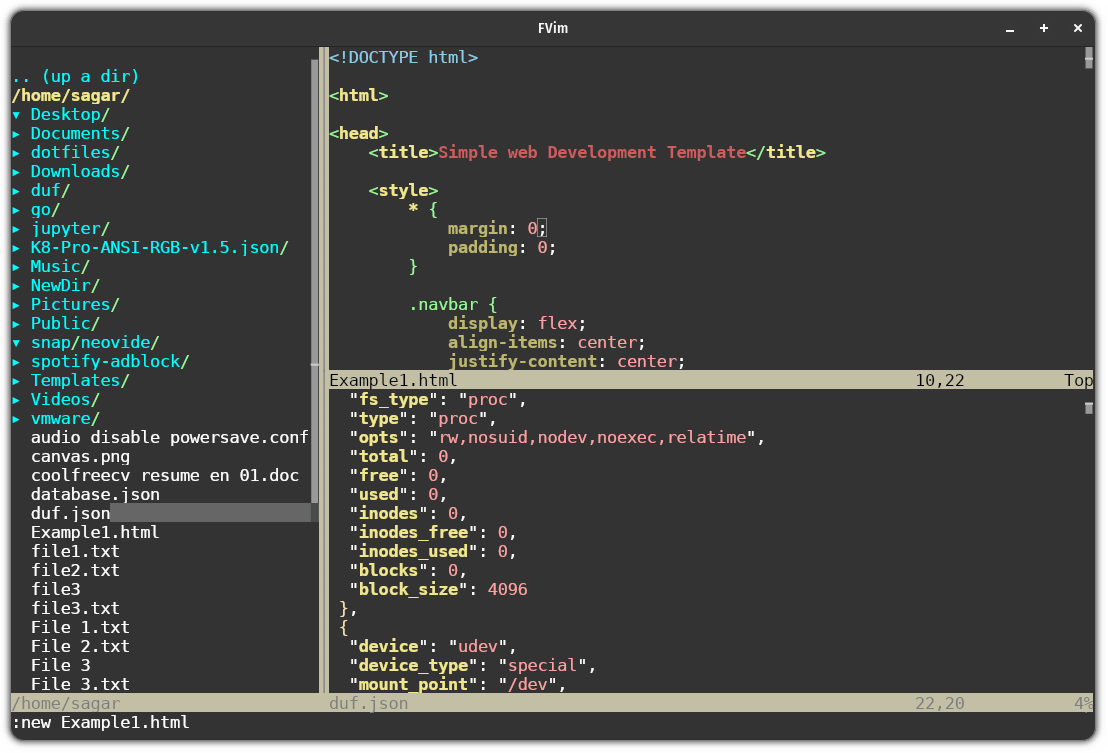 FVim
.. (up a dir)
/home/sagar/
▾ Desktop/
▸ Documents/
▸ dotfiles/
▸ Downloads/
▸ duf/
▸ go/
▸ jupyter/
▸ K8-Pro-ANSI-RGB-v1.5.json/
▸ Music/
▸ NewDir/
▸ Pictures/
▸ Public/
▾ snap/neovide/
▸ spotify-adblock/
▸ Templates/
▸ Videos/
▸ vmware/
audio disable powersave.conf
canvas.png
coolfreecv resume en 01.doc
database.json
duf.json
Example1.html
file1.txt
file2.txt
file3
file3.txt
File 1.txt
File 2.txt
File 3
File 3.txt
/home/sagar
<!DOCTYPE html>
<html>
<head>
    <title>Simple web Development Template</title>
    <style>
        * {
            margin: 0;
            padding: 0;
        }
        .navbar {
            display: flex;
            align-items: center;
            justify-content: center;
Example1.html 10,22 Top
  "fs_type": "proc",
  "type": "proc",
  "opts": "rw,nosuid,nodev,noexec,relatime",
  "total": 0,
  "free": 0,
  "used": 0,
  "inodes": 0,
  "inodes_free": 0,
  "inodes_used": 0,
  "blocks": 0,
  "block_size": 4096
 },
 {
  "device": "udev",
  "device_type": "special",
  "mount_point": "/dev",
duf.json 22,20 4%
:new Example1.html